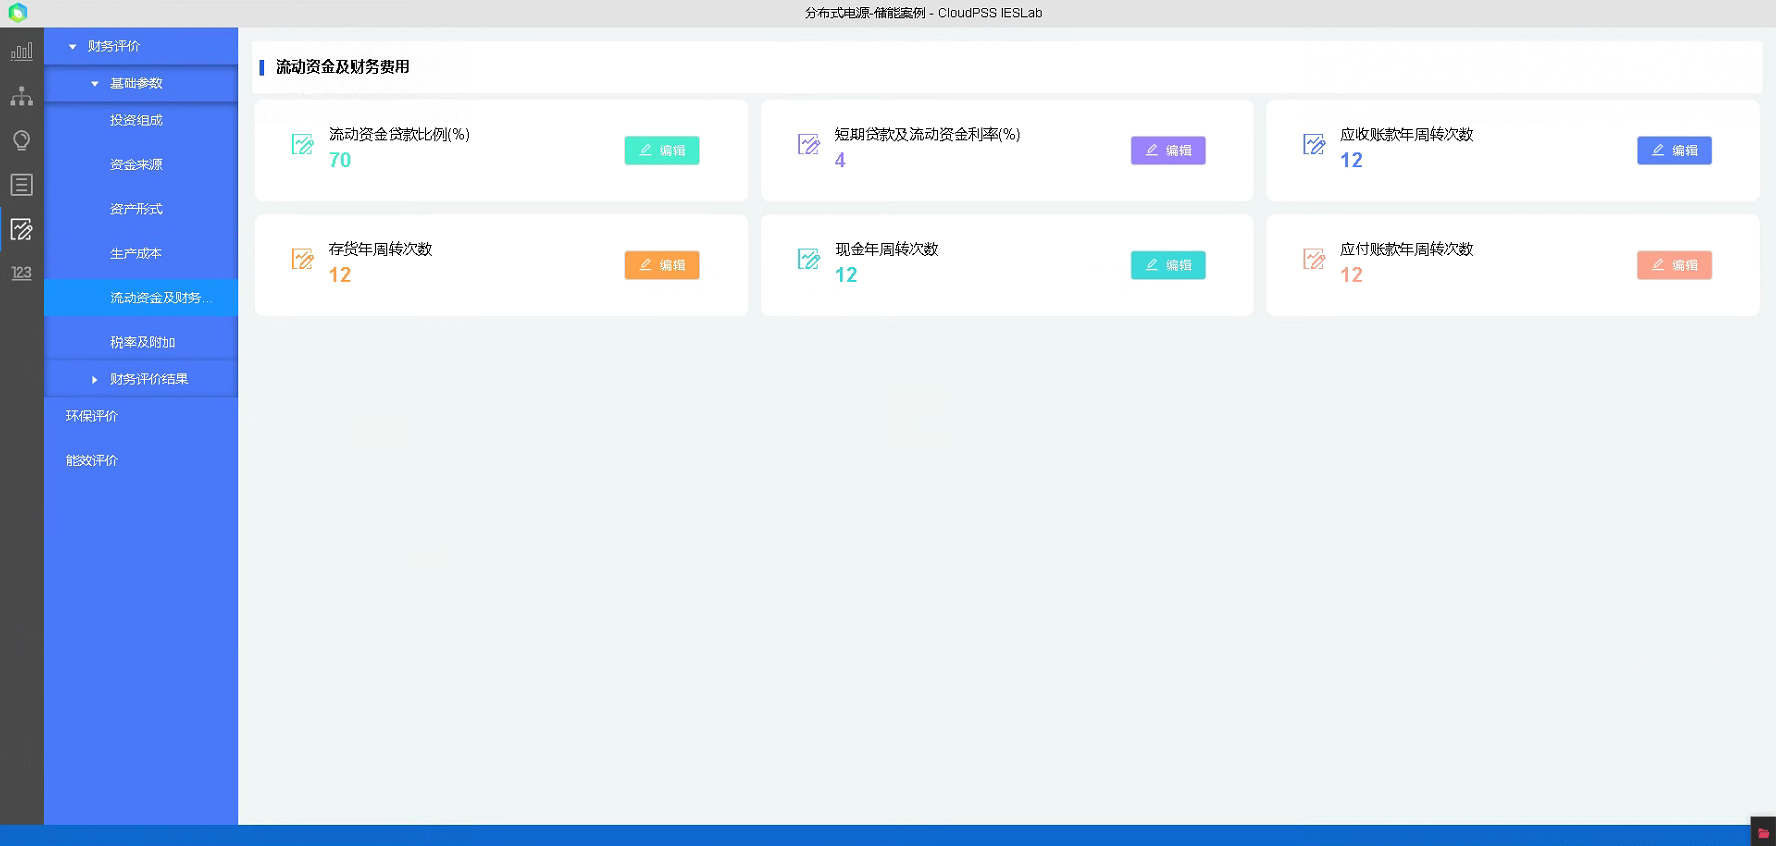 分布式电源-储能案例 - CloudPSS IESLab
财务评价
基础参数
投资组成
资金来源
资产形式
生产成本
流动资金及财务...
税率及附加
财务评价结果
环保评价
能效评价
123
流动资金及财务费用
流动资金贷款比例(%)
70
编辑
短期贷款及流动资金利率(%)
4
编辑
应收账款年周转次数
12
编辑
存货年周转次数
12
编辑
现金年周转次数
12
编辑
应付账款年周转次数
12
编辑